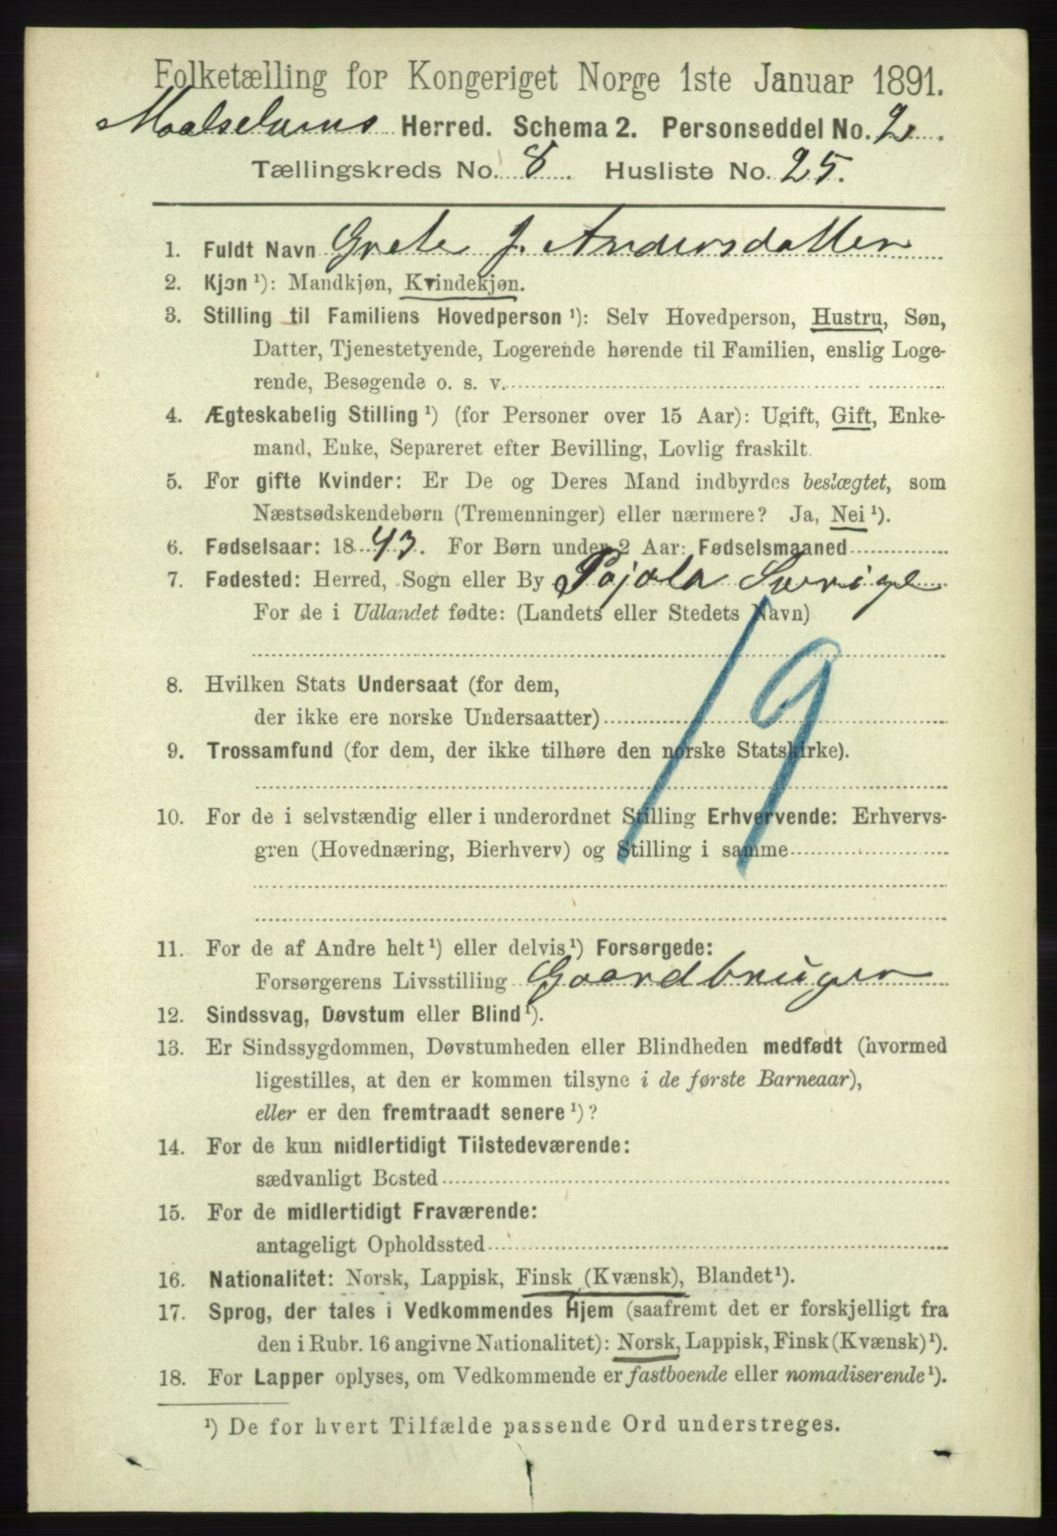 Folketælling for Kongeriget Norge 1ste Januar 1891.
Maalselvens Herred. Schema 2. Personseddel No. 2.
Tællingskreds No. 8. Husliste No. 25.
1. Fuldt Navn Grete J. Andersdatter
2. Kjøn ¹): Mandkjøn, Kvindekjøn.
3. Stilling til Familiens Hovedperson ¹): Selv Hovedperson, Hustru, Søn,
Datter, Tjenestetyende, Logerende hørende til Familien, enslig Loge-
rende, Besøgende o. s. v.
4. Ægteskabelig Stilling ¹) (for Personer over 15 Aar): Ugift, Gift, Enke-
mand, Enke, Separeret efter Bevilling, Lovlig fraskilt.
5. For gifte Kvinder: Er De og Deres Mand indbyrdes beslægtet, som
Næstsødskendebørn (Tremenninger) eller nærmere? Ja, Nei ¹).
6. Fødselsaar: 1843. For Børn under 2 Aar: Fødselsmaaned
7. Fødested: Herred, Sogn eller By Pajala Sverige
For de i Udlandet fødte: (Landets eller Stedets Navn)
19
8. Hvilken Stats Undersaat (for dem,
der ikke ere norske Undersaatter)
9. Trossamfund (for dem, der ikke tilhøre den norske Statskirke).
10. For de i selvstændig eller i underordnet Stilling Erhvervende: Erhvervs-
gren (Hovednæring, Bierhverv) og Stilling i samme
11. For de af Andre helt ¹) eller delvis ¹) Forsørgede:
Forsørgerens Livsstilling Gaardbruger
12. Sindssvag, Døvstum eller Blind ¹).
13. Er Sindssygdommen, Døvstumheden eller Blindheden medfødt (hvormed
ligestilles, at den er kommen tilsyne i de første Barneaar),
eller er den fremtraadt senere ¹)?
14. For de kun midlertidigt Tilstedeværende:
sædvanligt Bosted
15. For de midlertidigt Fraværende:
antageligt Opholdssted
16. Nationalitet: Norsk, Lappisk, Finsk (Kvænsk), Blandet ¹).
17. Sprog, der tales i Vedkommendes Hjem (saafremt det er forskjelligt fra
den i Rubr. 16 angivne Nationalitet): Norsk, Lappisk, Finsk (Kvænsk) ¹).
18. For Lapper oplyses, om Vedkommende er fastboende eller nomadiserende ¹).
¹) De for hvert Tilfælde passende Ord understreges.